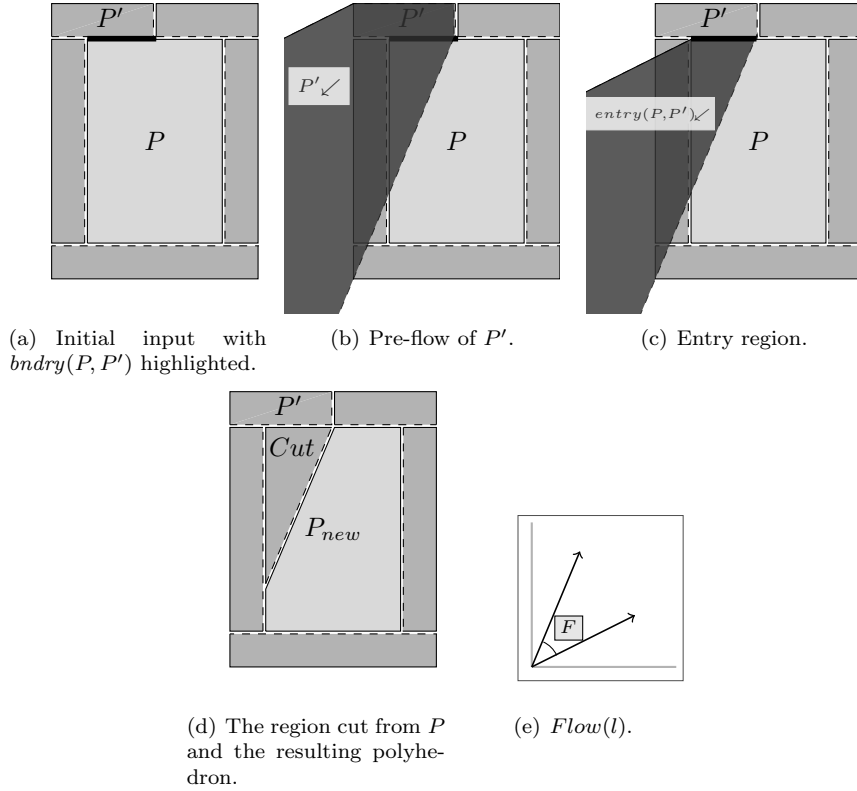 P′
P
P′↙
P′
P
P′
entry(P, P′)↙
P
(a) Initial input with
bndry(P, P′) highlighted.
(b) Pre-flow of P′.
(c) Entry region.
P′
Cut
P_new
F
(d) The region cut from P
and the resulting polyhe-
dron.
(e) Flow(l).